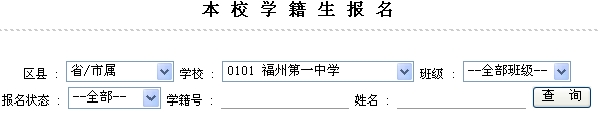 本校学籍生报名
区县： 省/市属 学校： 0101 福州第一中学 班级： --全部班级--
报名状态： --全部-- 学籍号： 姓名： 查 询